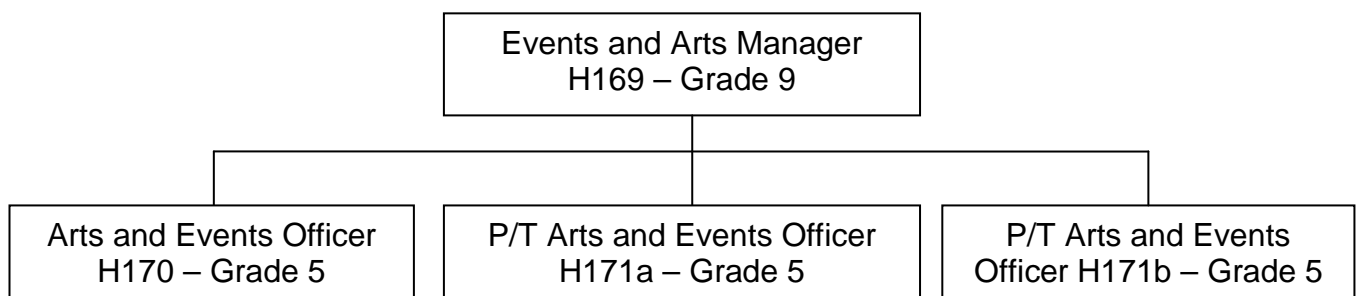 Events and Arts Manager
H169 – Grade 9
Arts and Events Officer
H170 – Grade 5
P/T Arts and Events Officer
H171a – Grade 5
P/T Arts and Events
Officer H171b – Grade 5